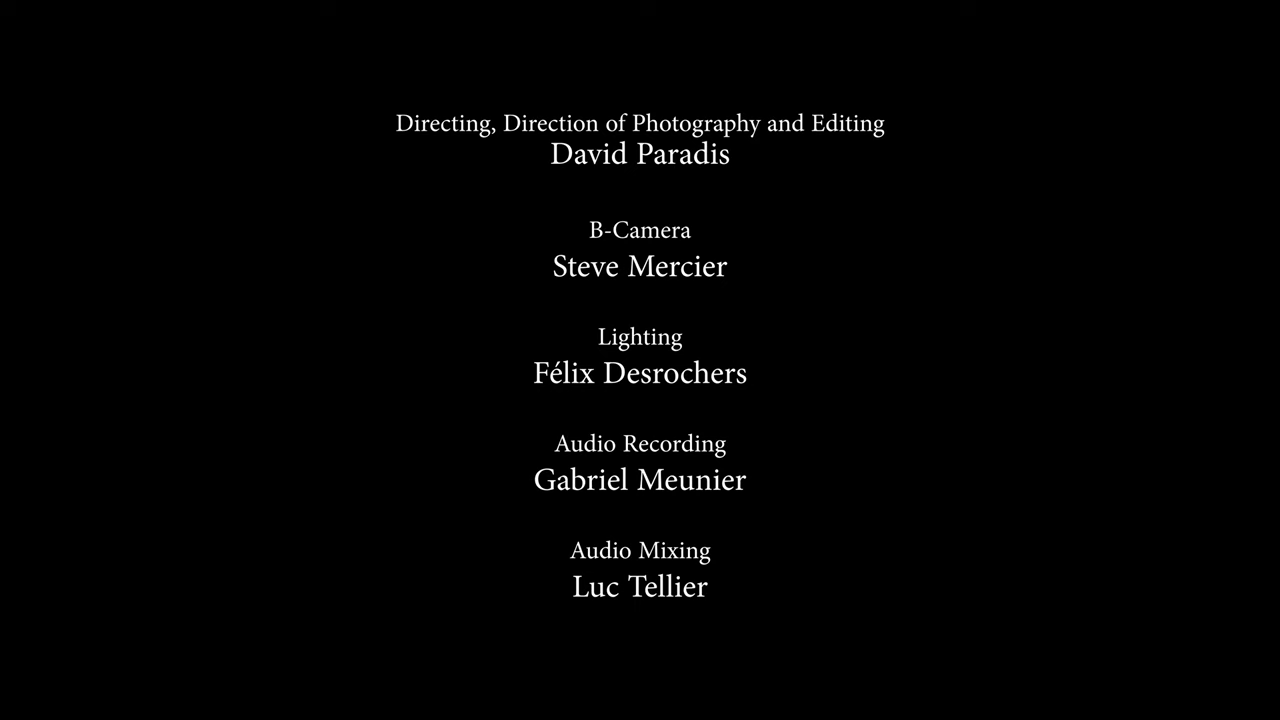 Directing, Direction of Photography and Editing
David Paradis
B-Camera
Steve Mercier
Lighting
Félix Desrochers
Audio Recording
Gabriel Meunier
Audio Mixing
Luc Tellier